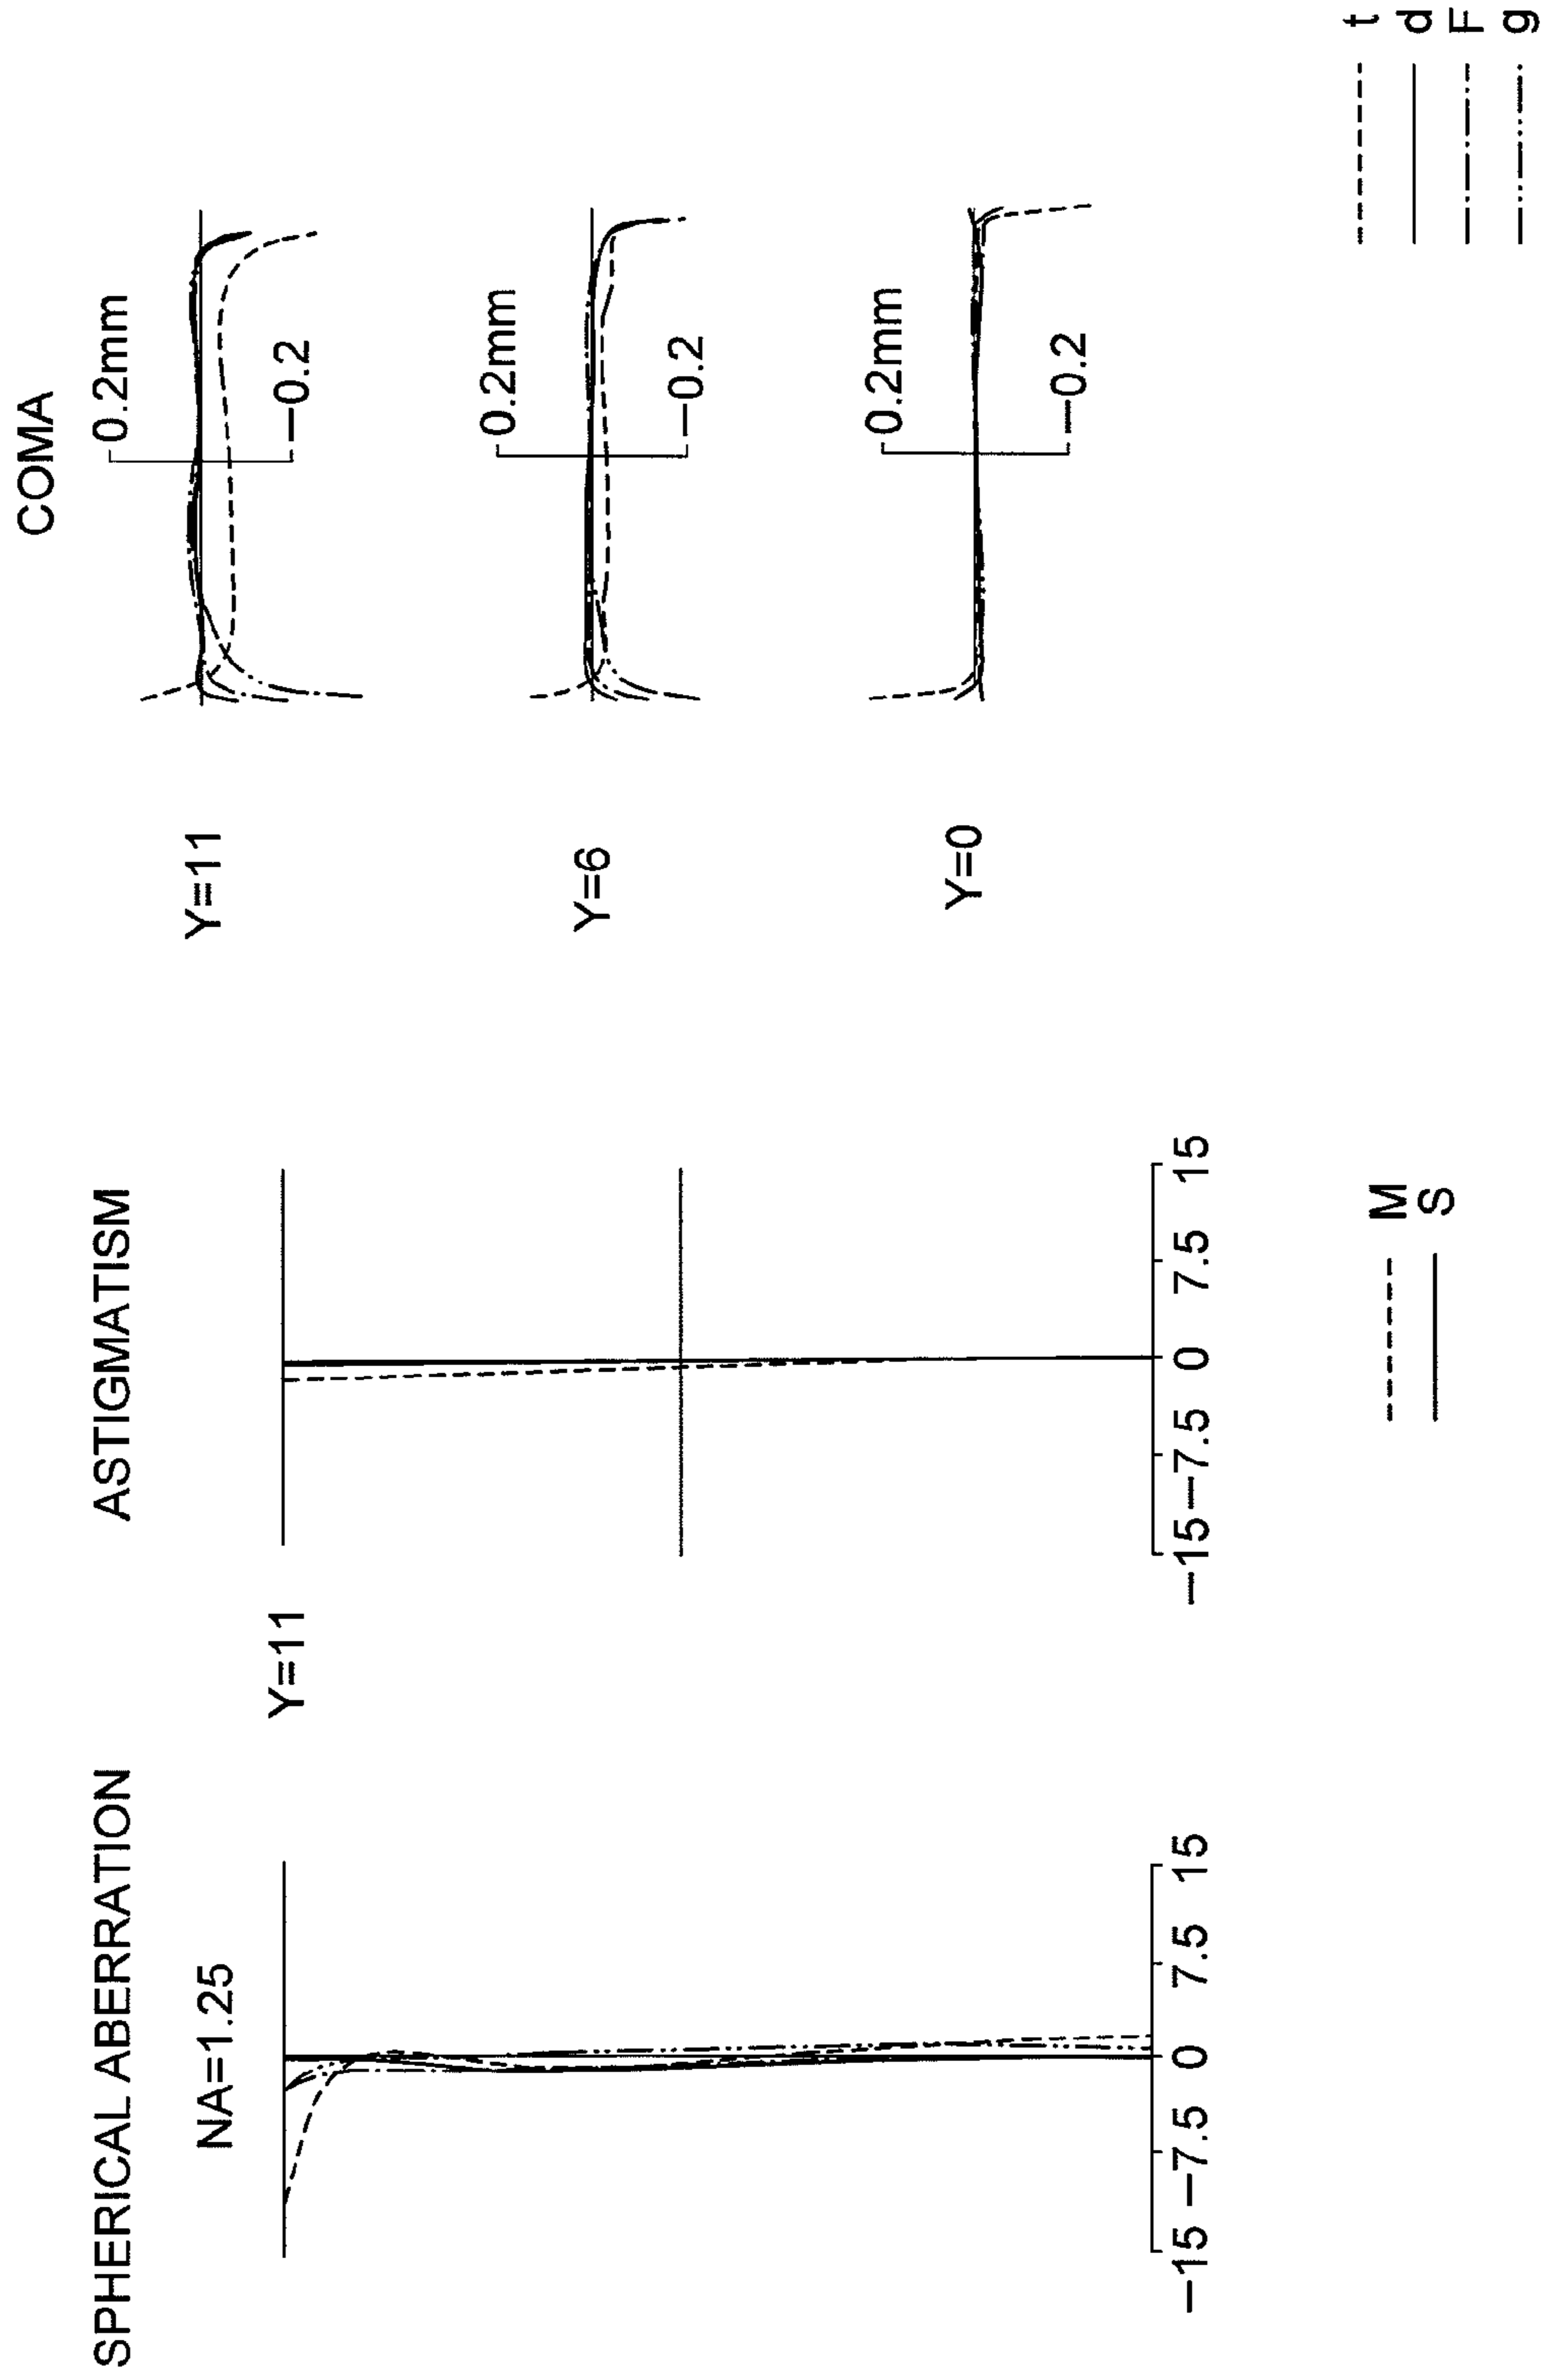 SPHERICAL ABERRATION
NA=1.25
−15 −7.5 0 7.5 15
ASTIGMATISM
Y=11
−15 −7.5 0 7.5 15
M
S
COMA
Y=11
0.2mm
−0.2
Y=6
0.2mm
−0.2
Y=0
0.2mm
−0.2
t
d
F
g